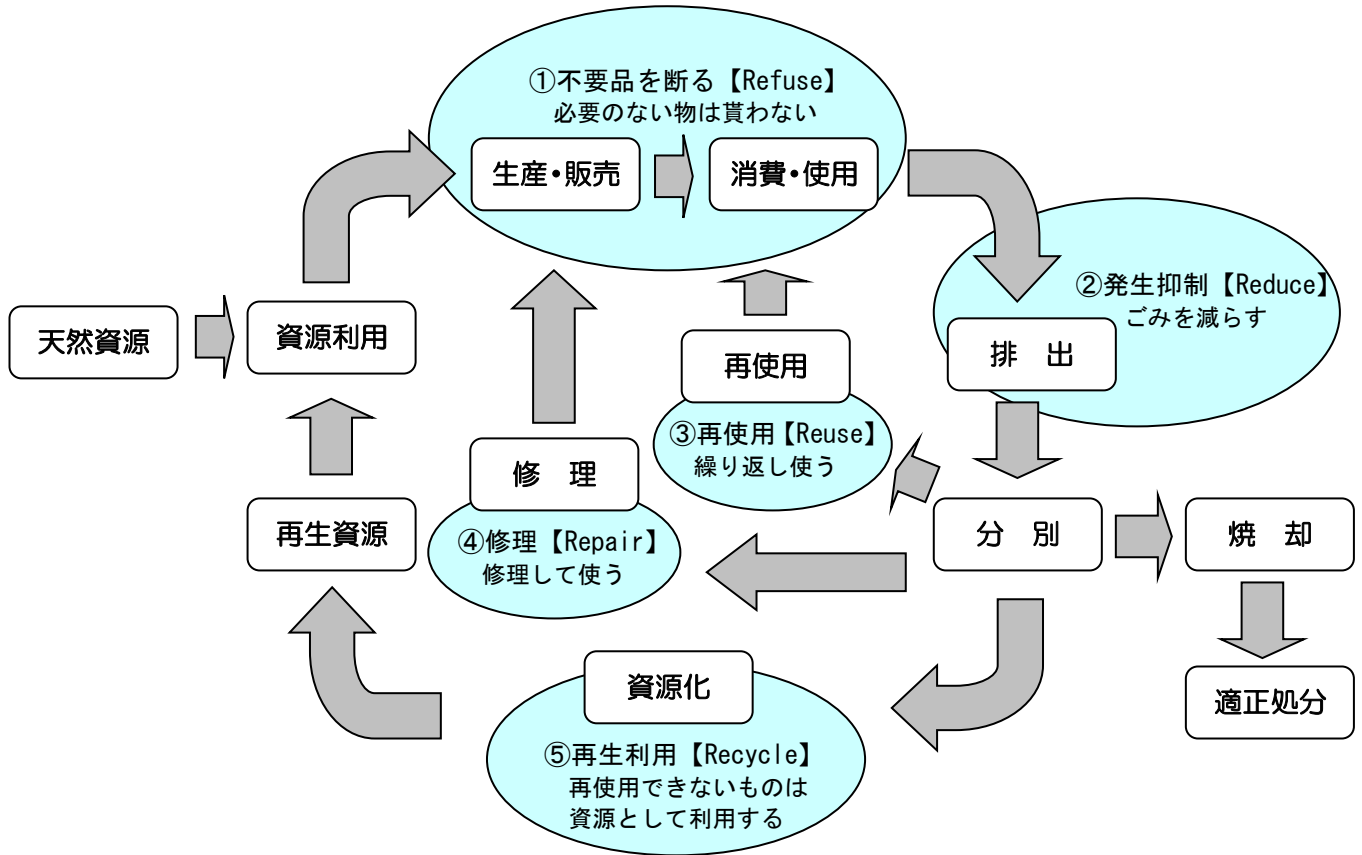 ①不要品を断る【Refuse】
必要のない物は貰わない
生産・販売
消費・使用
②発生抑制【Reduce】
ごみを減らす
天然資源
資源利用
再使用
排　出
③再使用【Reuse】
繰り返し使う
修　理
再生資源
④修理【Repair】
修理して使う
分　別
焼　却
資源化
適正処分
⑤再生利用【Recycle】
再使用できないものは
資源として利用する